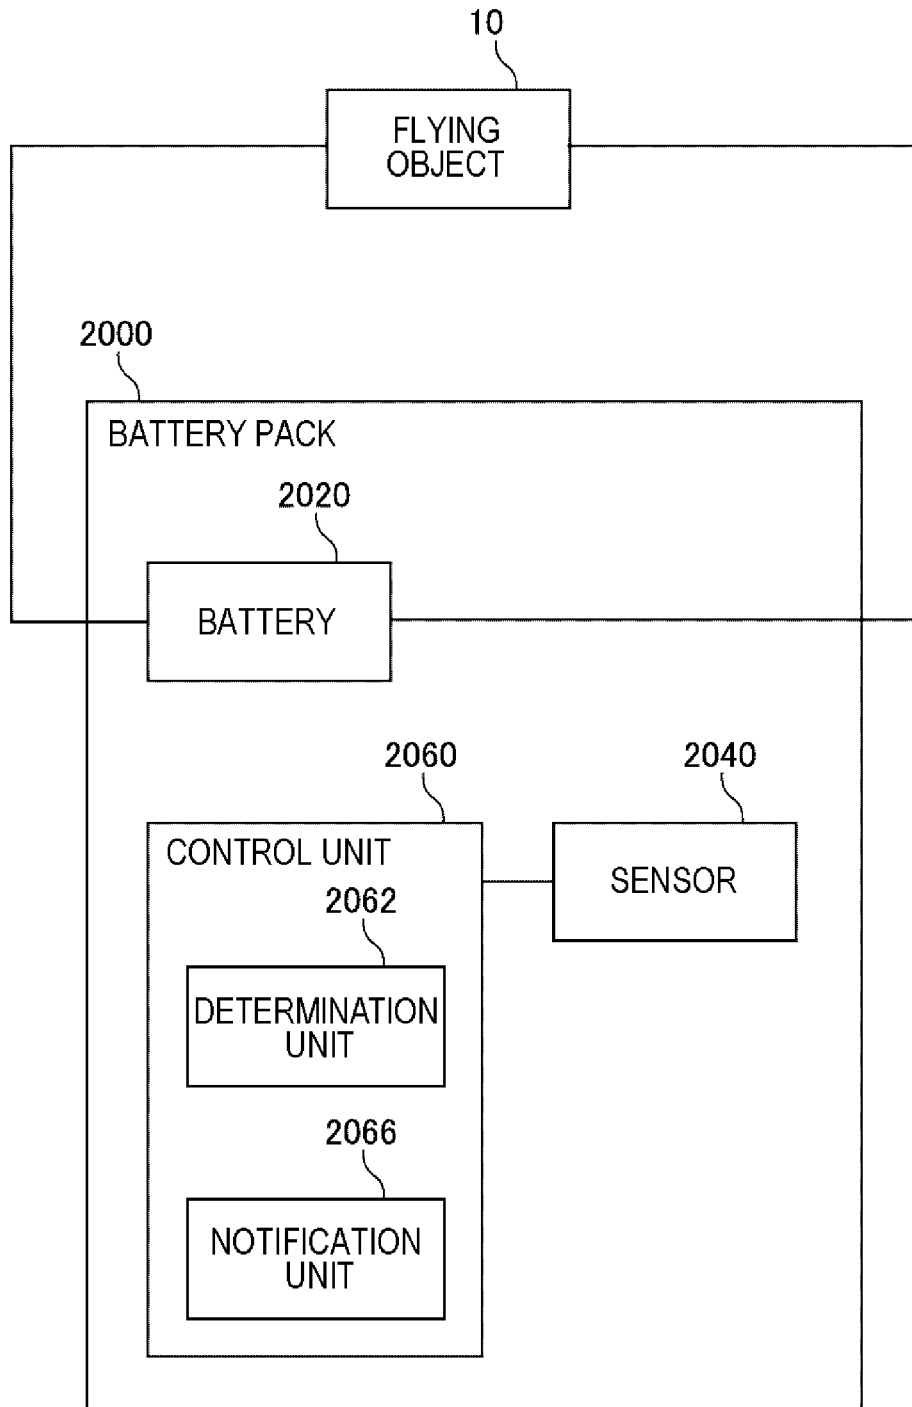 10
FLYING
OBJECT
2000
BATTERY PACK
2020
BATTERY
2060
2040
CONTROL UNIT
SENSOR
2062
DETERMINATION
UNIT
2066
NOTIFICATION
UNIT